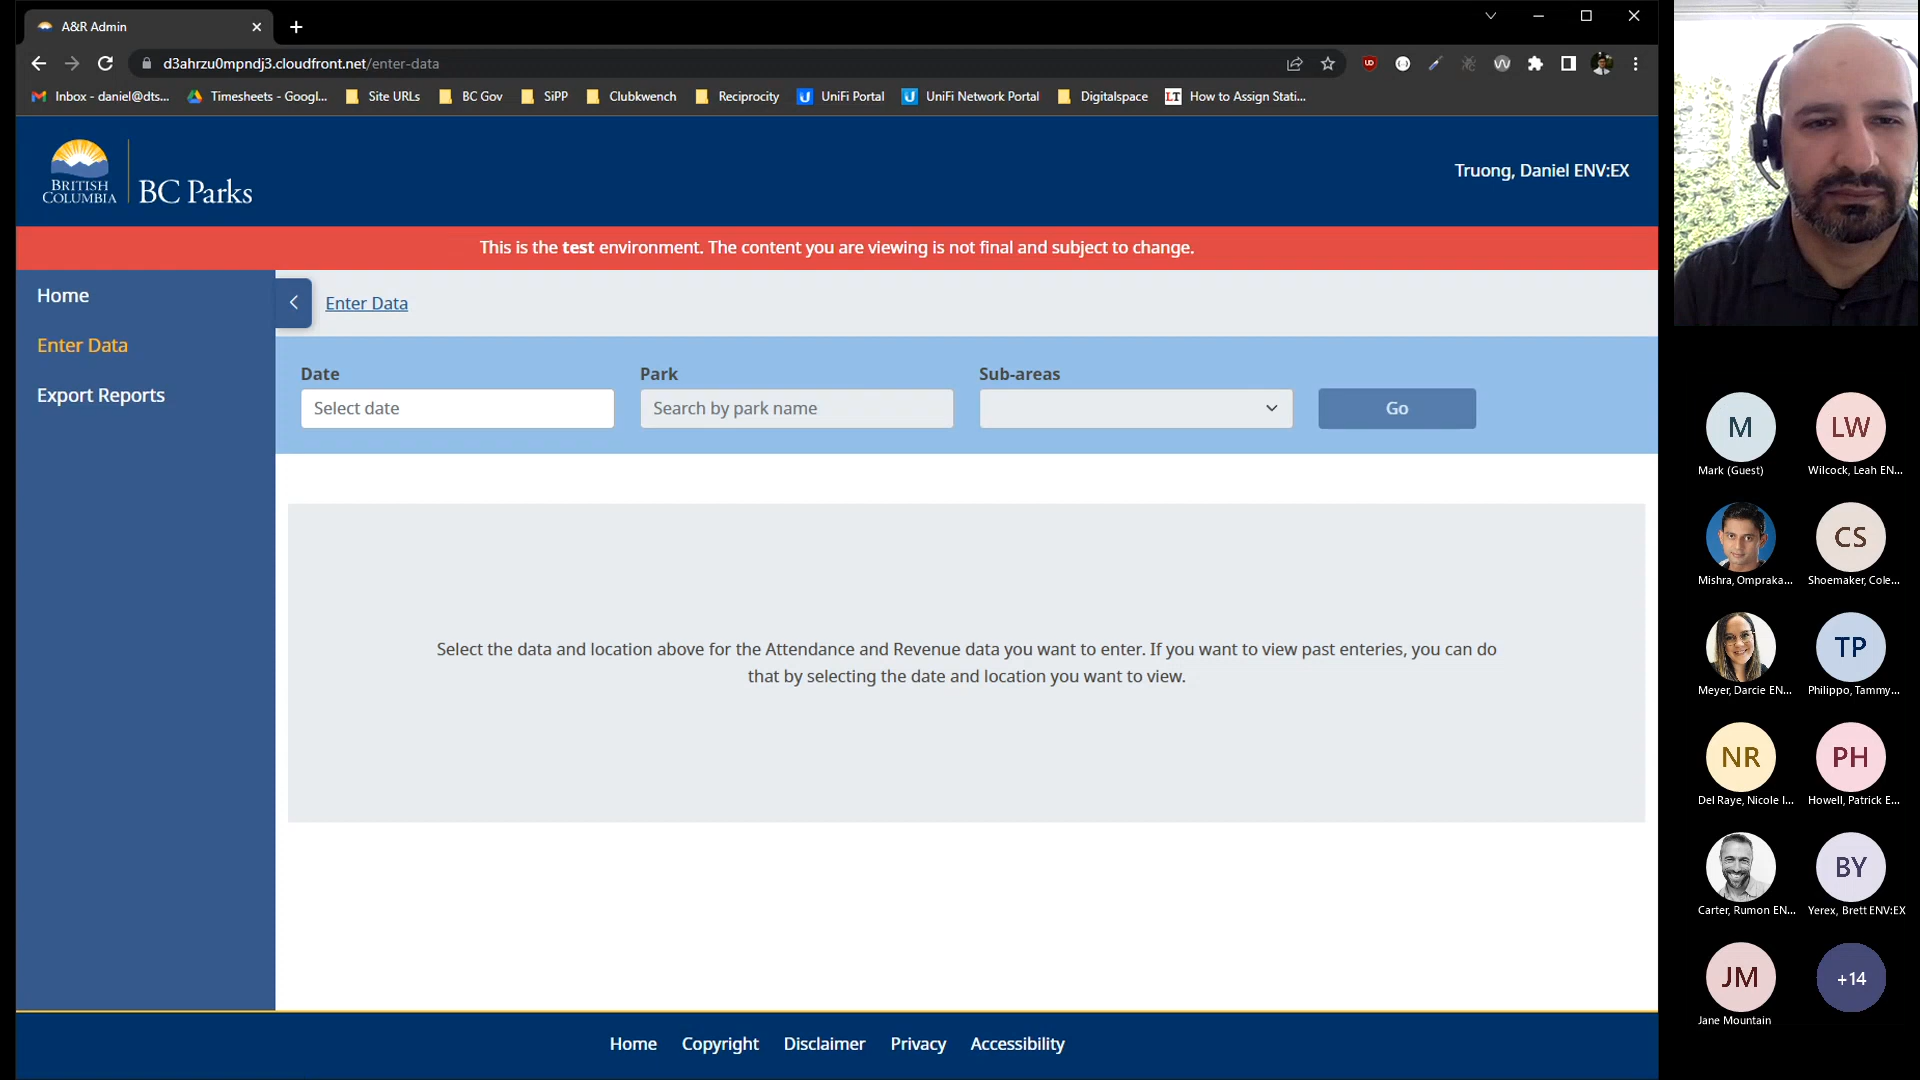 A&R Admin
d3ahrzu0mpndj3.cloudfront.net/enter-data
Inbox - daniel@dts...
Timesheets - Googl...
Site URLs
BC Gov
SiPP
Clubkwench
Reciprocity
UniFi Portal
UniFi Network Portal
Digitalspace
LT
How to Assign Stati...
BRITISH
COLUMBIA
BC Parks
Truong, Daniel ENV:EX
This is the test environment. The content you are viewing is not final and subject to change.
Home
Enter Data
Export Reports
Enter Data
Date
Park
Sub-areas
Select date
Search by park name
Go
Select the data and location above for the Attendance and Revenue data you want to enter. If you want to view past enteries, you can do
that by selecting the date and location you want to view.
Home
Copyright
Disclaimer
Privacy
Accessibility
M
LW
Mark (Guest)
Wilcock, Leah EN...
CS
Mishra, Ompraka...
Shoemaker, Cole...
TP
Meyer, Darcie EN...
Philippo, Tammy...
NR
PH
Del Raye, Nicole I...
Howell, Patrick E...
BY
Carter, Rumon EN...
Yerex, Brett ENV:EX
JM
+14
Jane Mountain